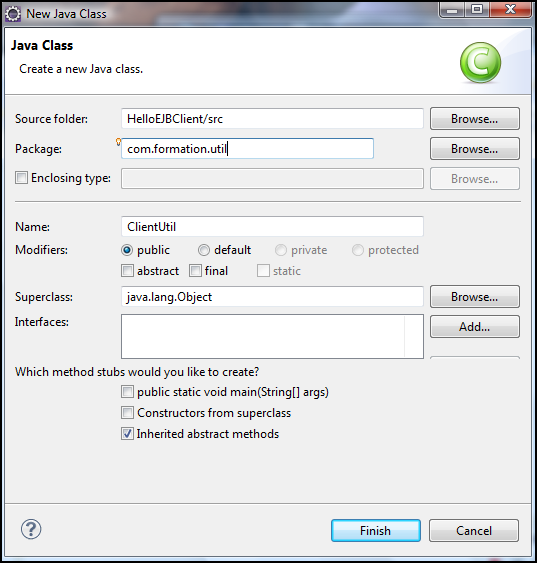 New Java Class
Java Class
Create a new Java class.
C
Source folder: HelloEJBClient/src Browse...
Package: com.formation.util Browse...
Enclosing type: Browse...
Name: ClientUtil
Modifiers: public default private protected
abstract final static
Superclass: java.lang.Object Browse...
Interfaces: Add...
Which method stubs would you like to create?
public static void main(String[] args)
Constructors from superclass
Inherited abstract methods
? Finish Cancel